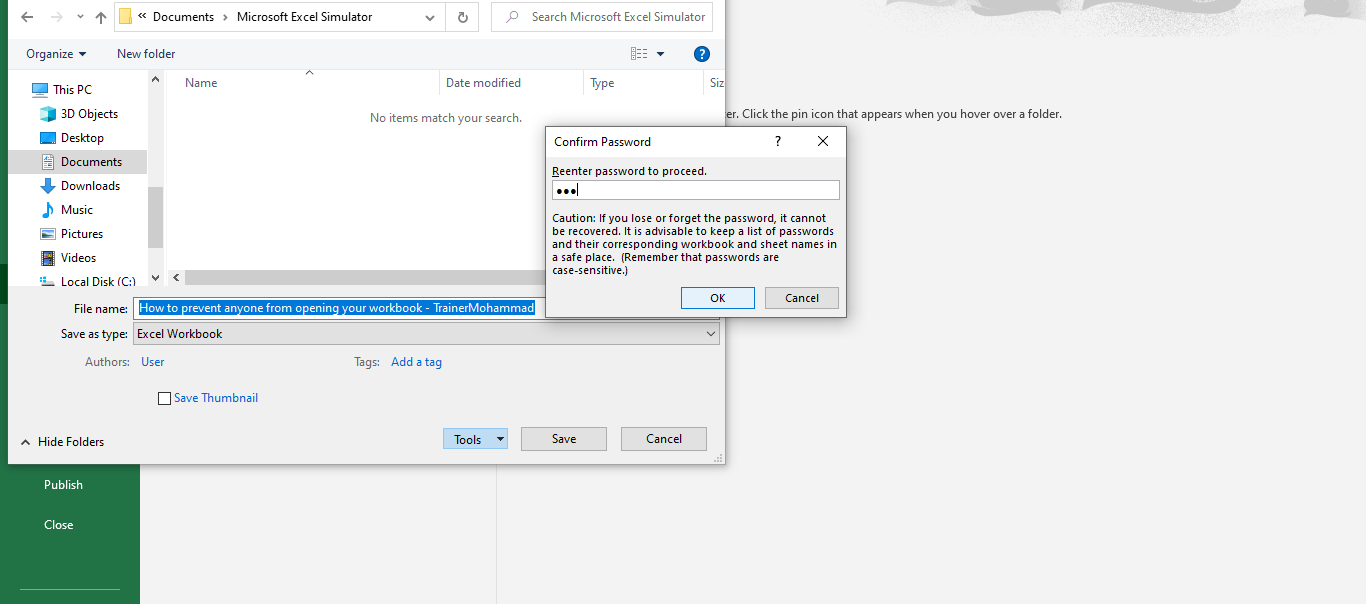 « Documents › Microsoft Excel Simulator
Search Microsoft Excel Simulator
Organize
New folder
?
This PC
3D Objects
Desktop
Documents
Downloads
Music
Pictures
Videos
Local Disk (C:)
Name
Date modified
Type
Siz
No items match your search.
er. Click the pin icon that appears when you hover over a folder.
Confirm Password
?
Reenter password to proceed.
•••
Caution: If you lose or forget the password, it cannot
be recovered. It is advisable to keep a list of passwords
and their corresponding workbook and sheet names in
a safe place.  (Remember that passwords are
case-sensitive.)
OK
Cancel
File name: How to prevent anyone from opening your workbook - TrainerMohammad
Save as type: Excel Workbook
Authors: User
Tags: Add a tag
Save Thumbnail
Hide Folders
Tools
Save
Cancel
Publish
Close